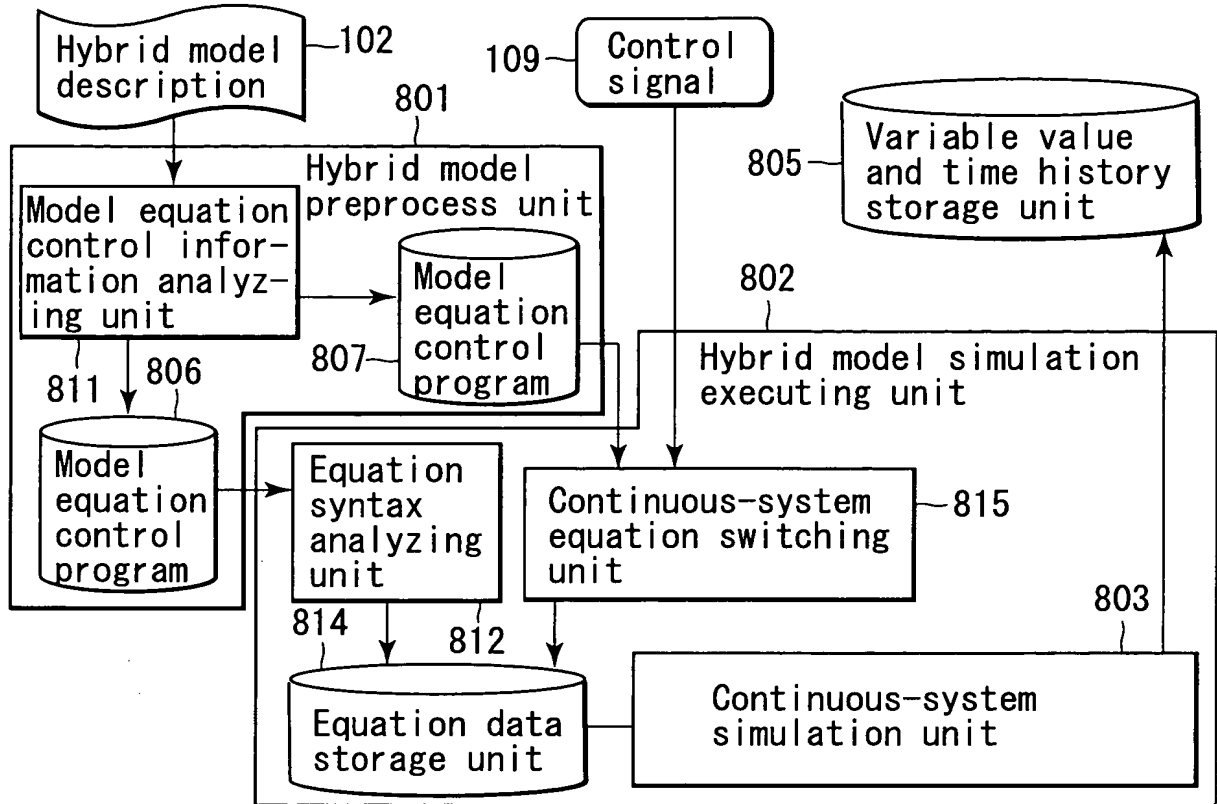 Hybrid model
description
102
109
Control
signal
801
Hybrid model
preprocess unit
805
Variable value
and time history
storage unit
Model equation
control infor-
mation analyz-
ing unit
811
806
807
Model
equation
control
program
802
Hybrid model simulation
executing unit
Model
equation
control
program
Equation
syntax
analyzing
unit
812
Continuous-system
equation switching
unit
815
814
Equation data
storage unit
803
Continuous-system
simulation unit